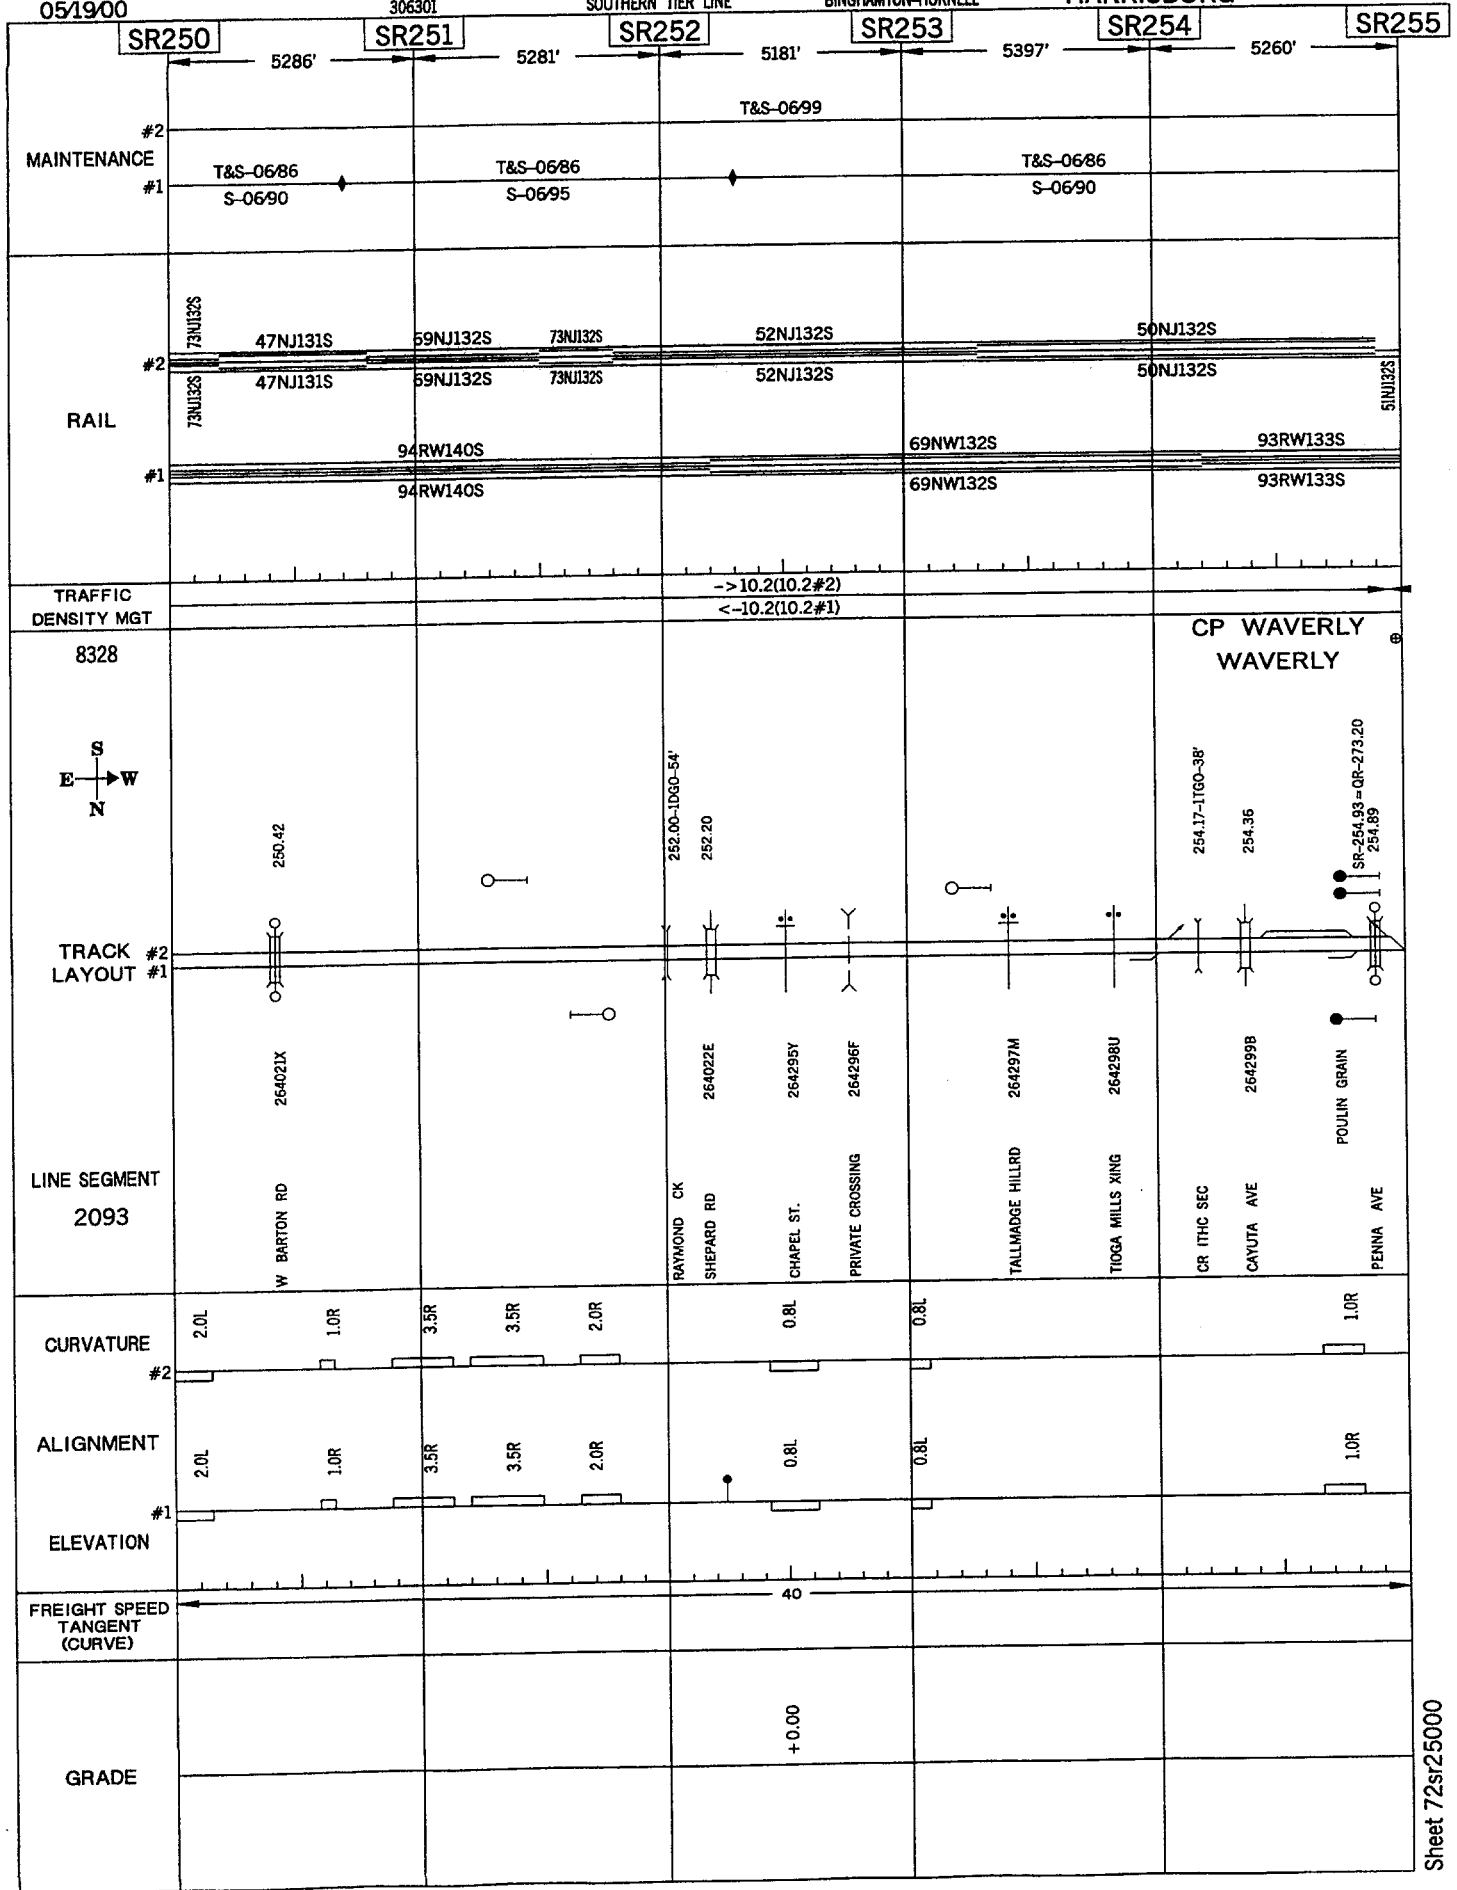 05/19/00 306301 SOUTHERN TIER LINE BINGHAMTON-HORNELL HARRISBURG
SR250 SR251 SR252 SR253 SR254 SR255
5286' 5281' 5181' 5397' 5260'
T&S-06/99
#2
MAINTENANCE
T&S-06/86 T&S-06/86 T&S-06/86
#1
S-06/90 S-06/95 S-06/90
73NJ132S
47NJ131S 59NJ132S 73NJ132S 52NJ132S 50NJ132S
#2
47NJ131S 59NJ132S 73NJ132S 52NJ132S 50NJ132S
73NJ132S
51NJ132S
RAIL
94RW140S 69NW132S 93RW133S
#1
94RW140S 69NW132S 93RW133S
TRAFFIC
DENSITY MGT
->10.2(10.2#2)
<-10.2(10.2#1)
8328
CP WAVERLY
WAVERLY
S
E W
N
250.42
252.00-1DGO-54'
252.20
254.17-1TGO-38'
254.36
SR-254.93=QR-273.20
254.89
TRACK #2
LAYOUT #1
264021X
264022E
264295Y
264296F
264297M
264298U
264299B
POULIN GRAIN
LINE SEGMENT
2093
W BARTON RD
RAYMOND CK
SHEPARD RD
CHAPEL ST.
PRIVATE CROSSING
TALLMADGE HILLRD
TIOGA MILLS XING
CR ITHC SEC
CAYUTA AVE
PENNA AVE
CURVATURE
2.0L 1.0R 3.5R 3.5R 2.0R 0.8L 0.8L 1.0R
#2
ALIGNMENT
2.0L 1.0R 3.5R 3.5R 2.0R 0.8L 0.8L 1.0R
#1
ELEVATION
FREIGHT SPEED
TANGENT
(CURVE)
40
GRADE
+0.00
Sheet 72sr25000